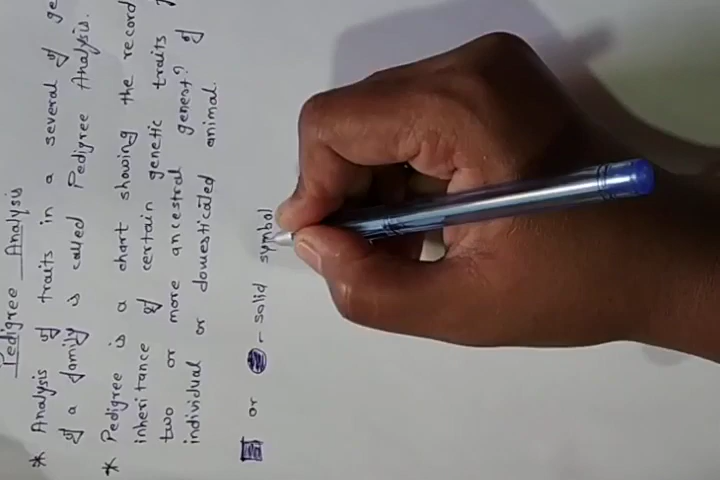 Pedigree Analysis
* Analysis of traits in a several of
of a family is called Pedigree Analysis.
* Pedigree is a chart showing the record
inheritance of certain genetic traits
two or more ancestral of
individual or domesticated animal.
or - solid symbol